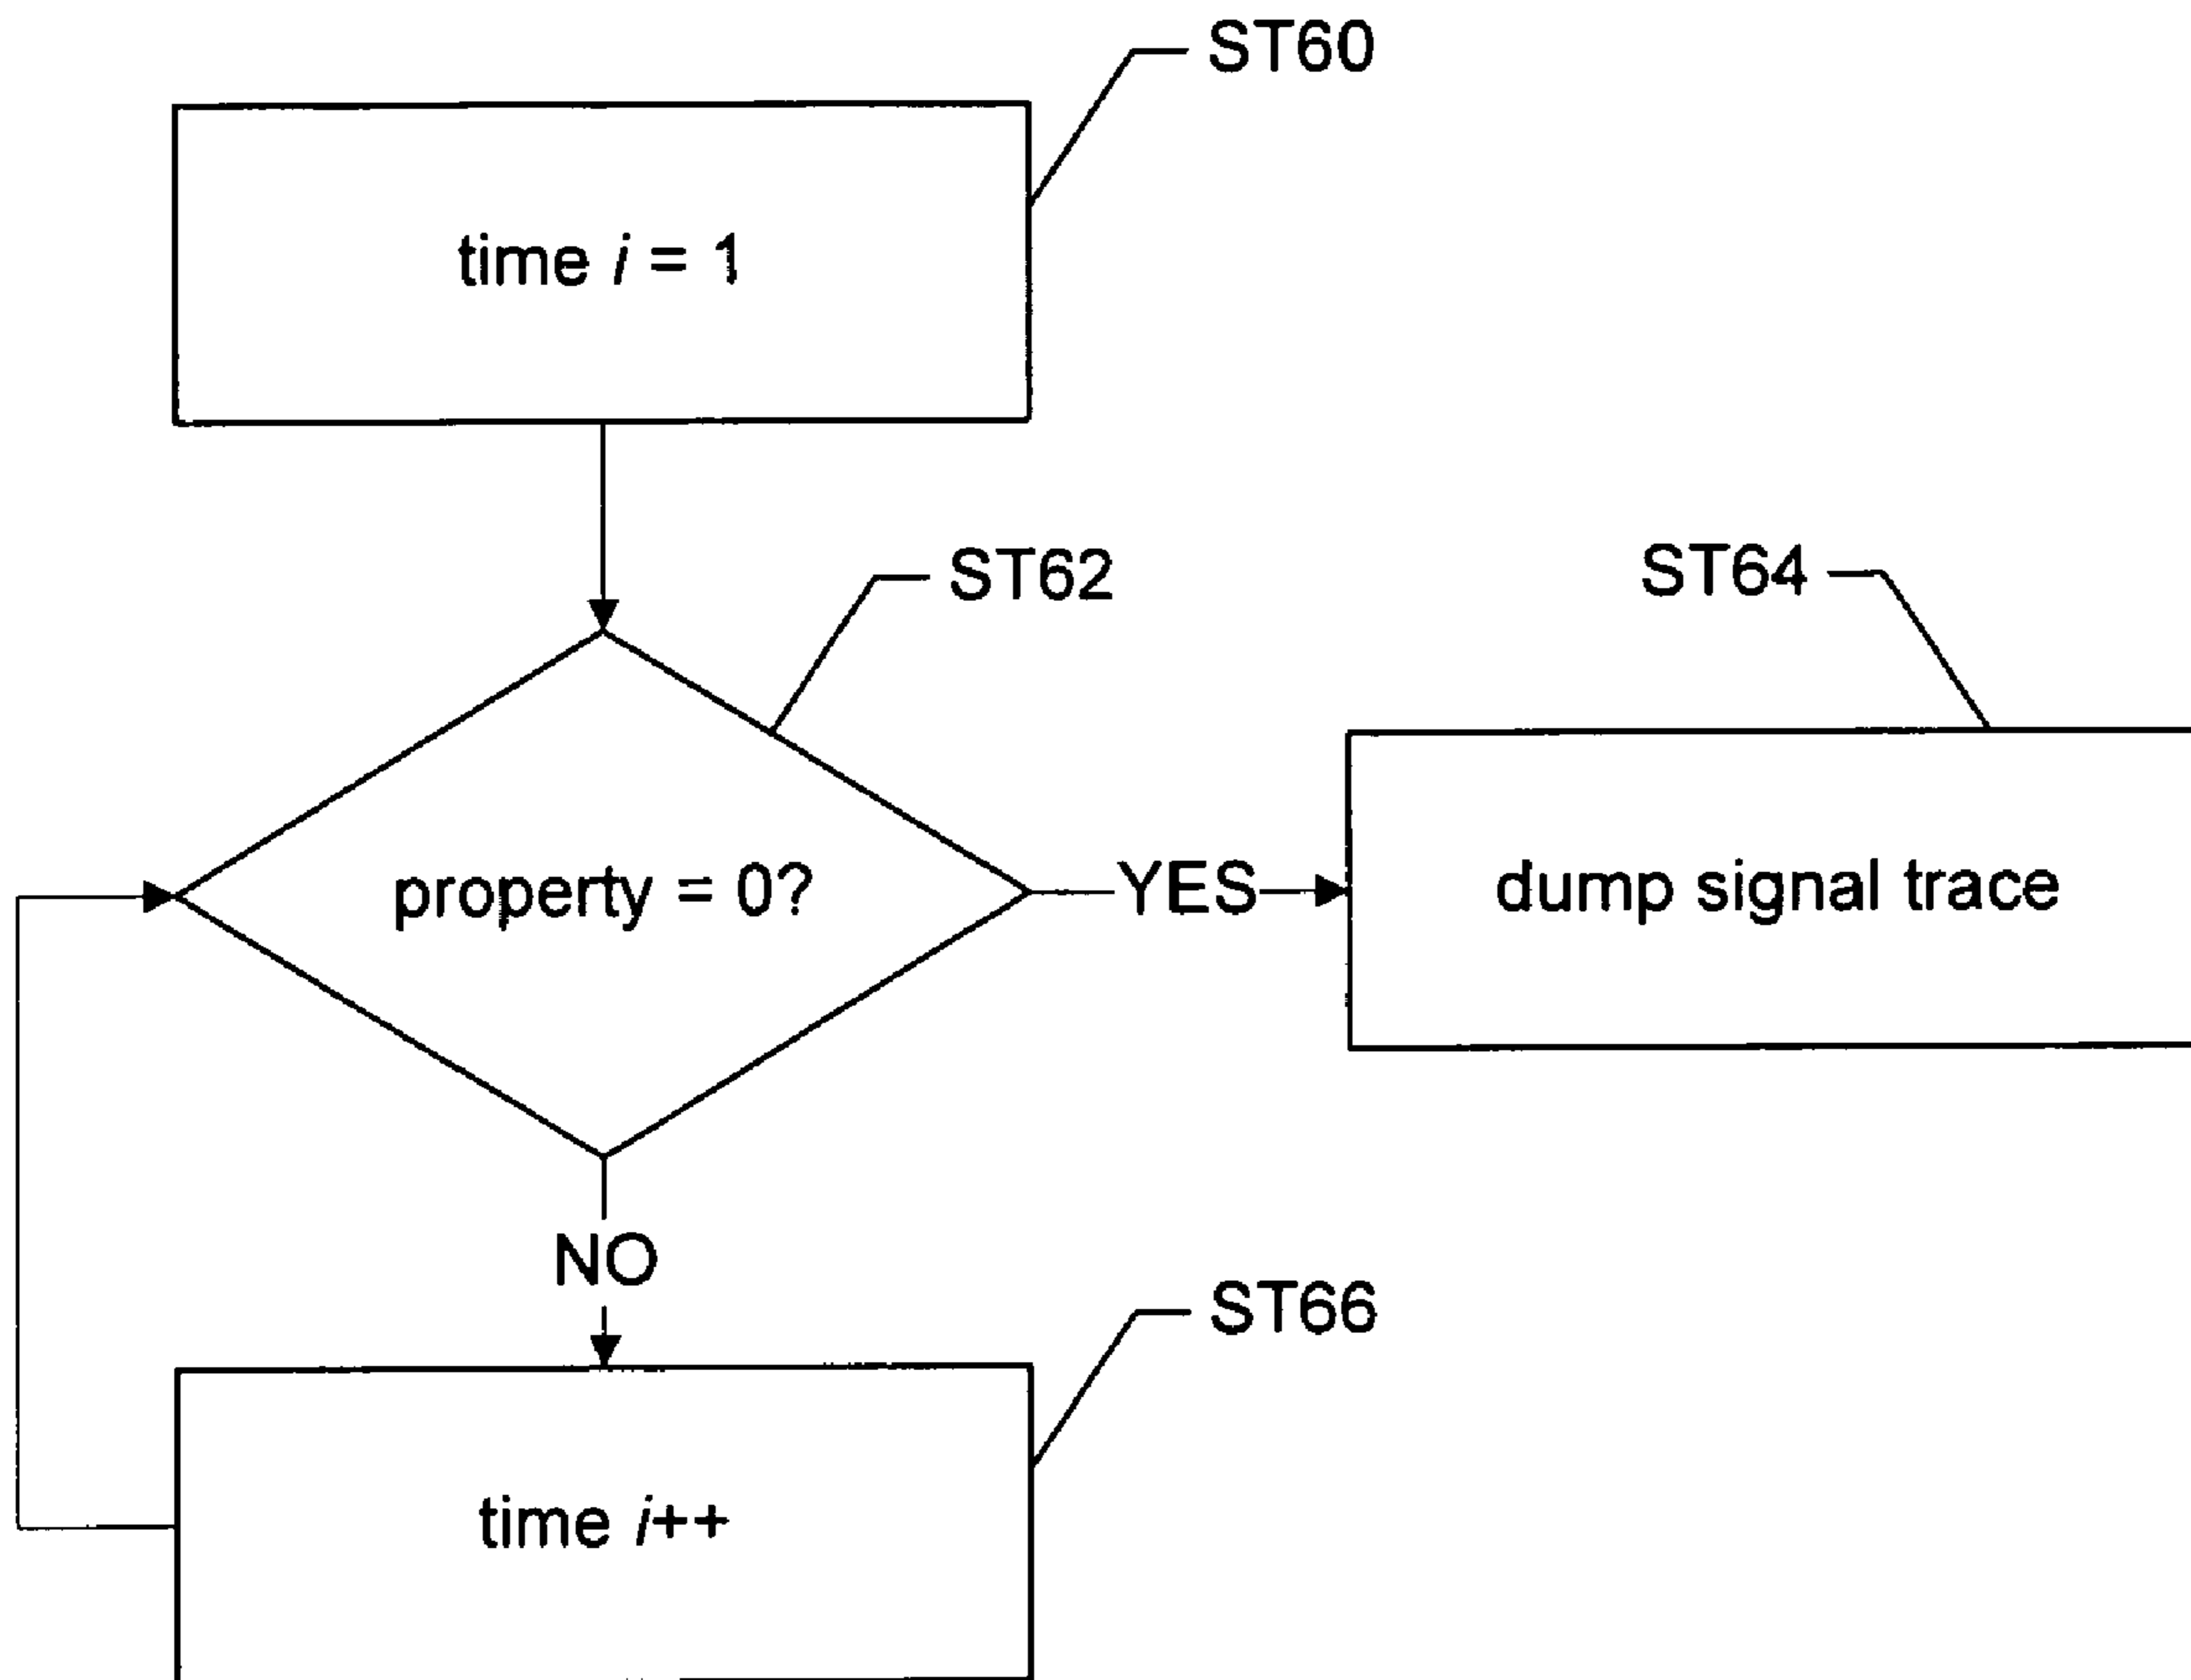 ST60
time i = 1
ST62
ST64
property = 0?
YES
dump signal trace
NO
ST66
time i++